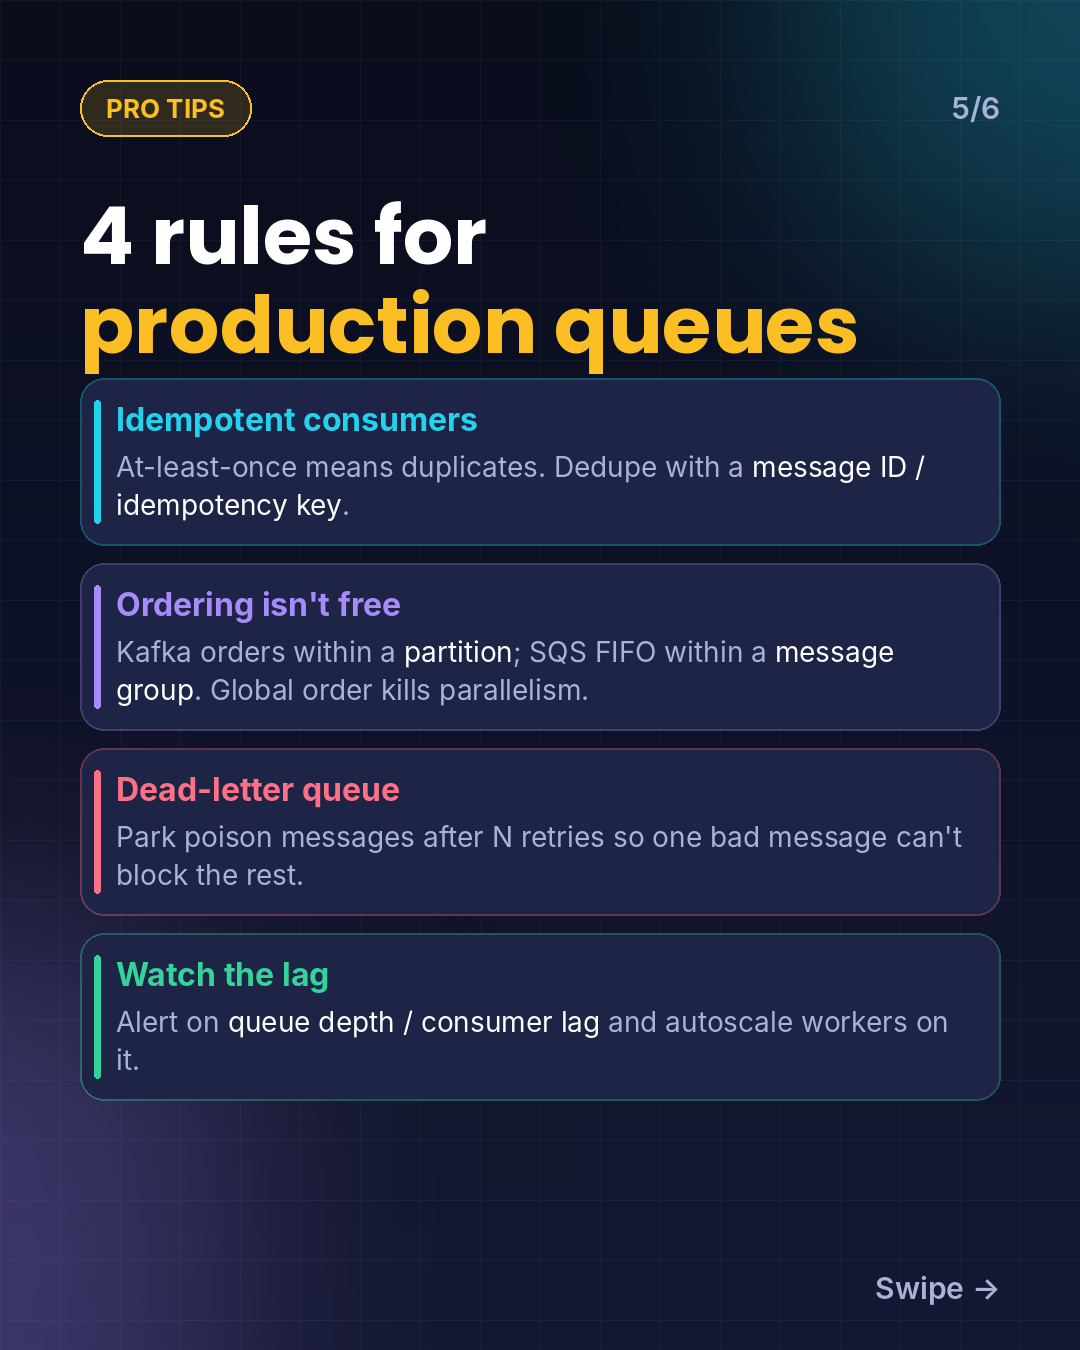 PRO TIPS
5/6
4 rules for
production queues
Idempotent consumers
At-least-once means duplicates. Dedupe with a message ID /
idempotency key.
Ordering isn't free
Kafka orders within a partition; SQS FIFO within a message
group. Global order kills parallelism.
Dead-letter queue
Park poison messages after N retries so one bad message can't
block the rest.
Watch the lag
Alert on queue depth / consumer lag and autoscale workers on
it.
Swipe →